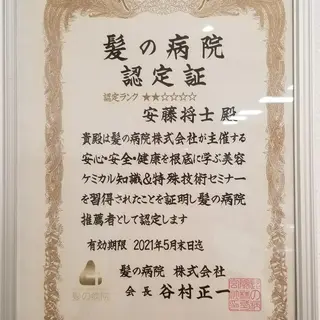 髪の病院
認定証
認定ランク ★★☆☆☆☆
安藤将士 殿
貴殿は髪の病院株式会社が主催する
安心・安全・健康を根底に学ぶ美容
ケミカル知識&特殊技術セミナー
を習得されたことを証明し髪の病院
推薦者として認定します
有効期限 2021年5月末日迄
髪の病院 株式会社
会長 谷村正一
髪の病院